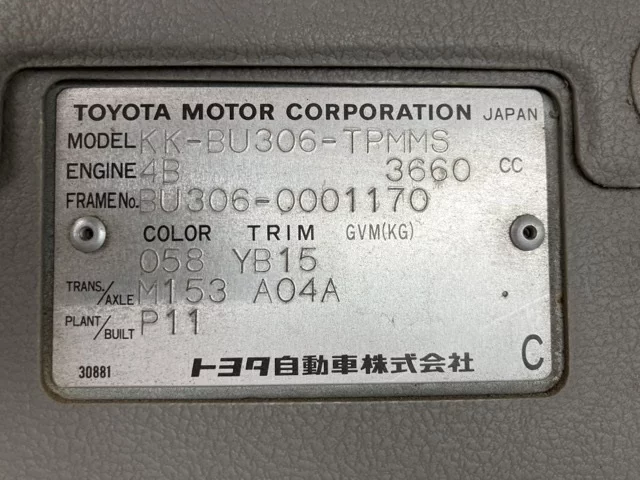 TOYOTA MOTOR CORPORATION JAPAN
MODEL KK-BU306-TPMMS
ENGINE 4B 3660 CC
FRAME No. BU306-0001170
COLOR TRIM GVM(KG)
058 YB15
TRANS./AXLE M153 A04A
PLANT/BUILT P11
30881 トヨタ自動車株式会社 C